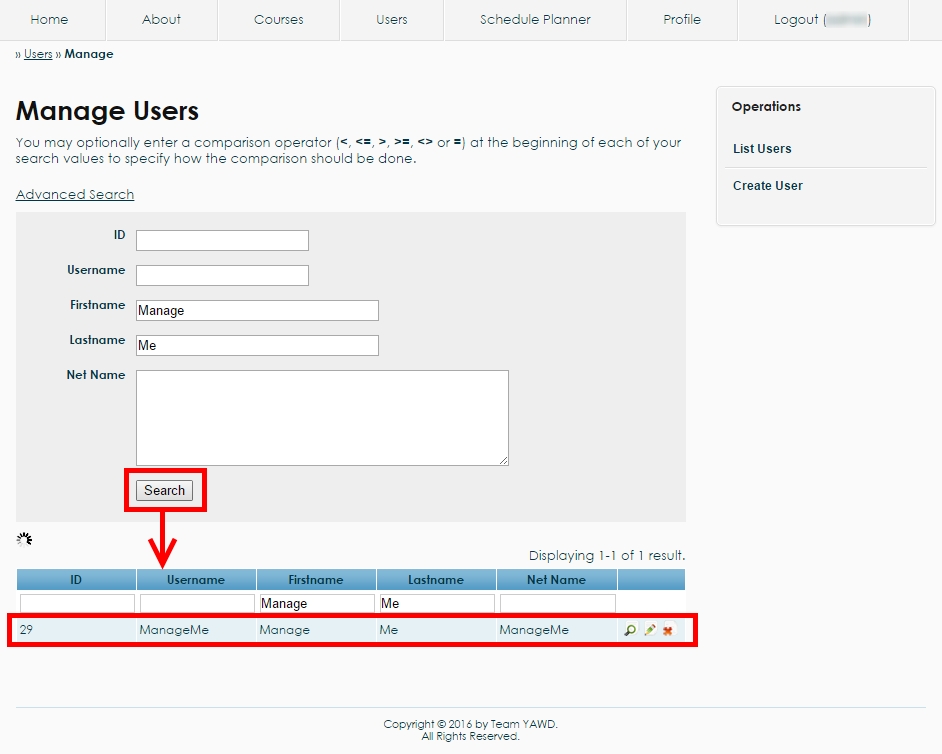 Home About Courses Users Schedule Planner Profile Logout ( )
» Users » Manage
Manage Users
You may optionally enter a comparison operator (<, <=, >, >=, <> or =) at the beginning of each of your
search values to specify how the comparison should be done.
Advanced Search
ID
Username
Firstname Manage
Lastname Me
Net Name
Search
Displaying 1-1 of 1 result.
ID Username Firstname Lastname Net Name
Manage Me
29 ManageMe Manage Me ManageMe
Operations
List Users
Create User
Copyright © 2016 by Team YAWD.
All Rights Reserved.